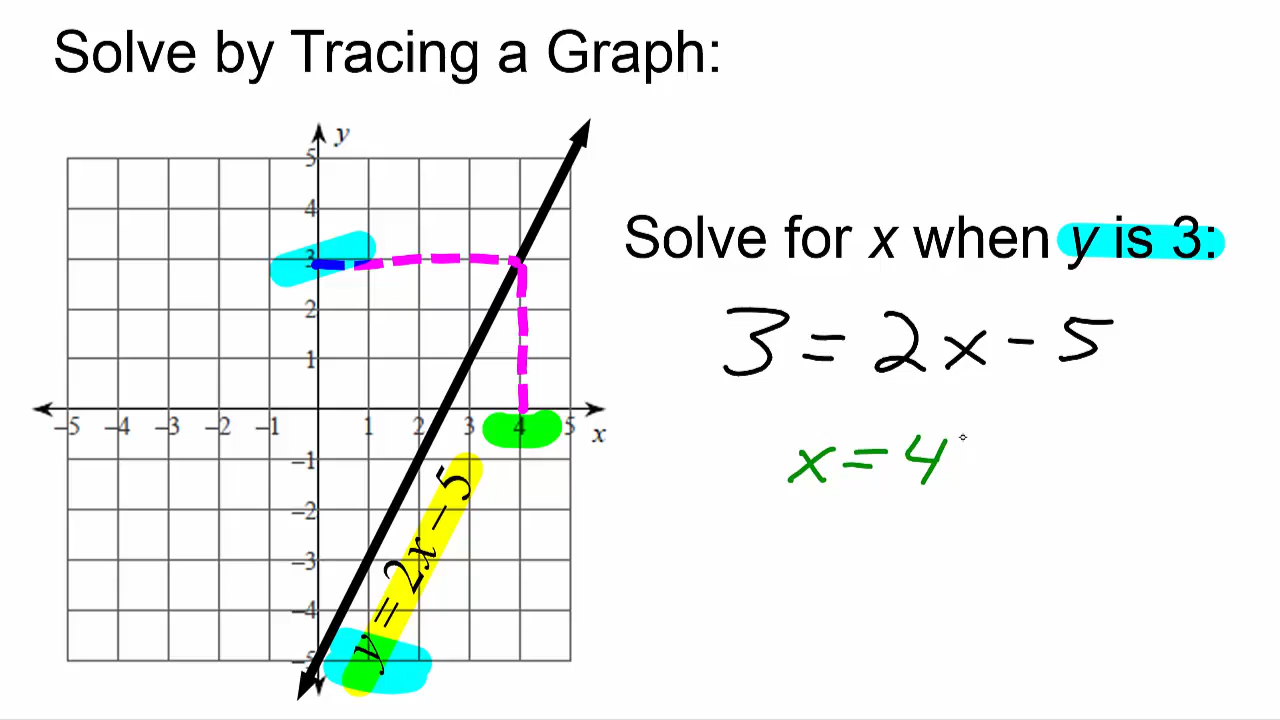 Solve by Tracing a Graph:
y
5
4
3
2
1
-5 -4 -3 -2 -1 1 2 3 4 5 x
-1
-2
-3
-4
-5
y = 2x – 5
Solve for x when y is 3:
3 = 2x - 5
x = 4